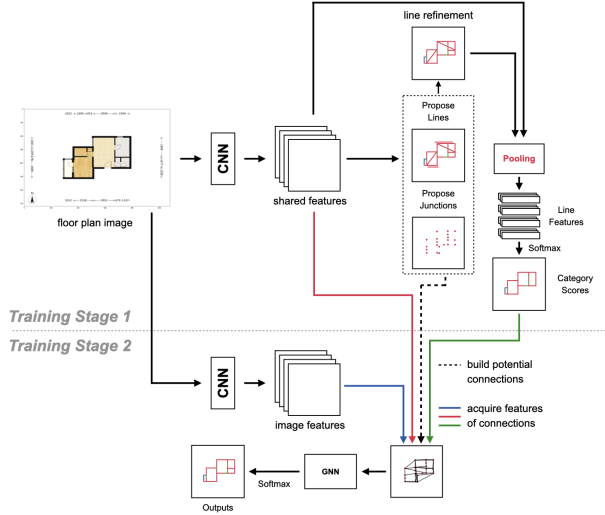 line refinement
Propose
Lines
CNN
Pooling
shared features
Propose
Junctions
floor plan image
Line
Features
Softmax
Category
Scores
Training Stage 1
Training Stage 2
build potential
connections
CNN
acquire features
of connections
image features
GNN
Softmax
Outputs